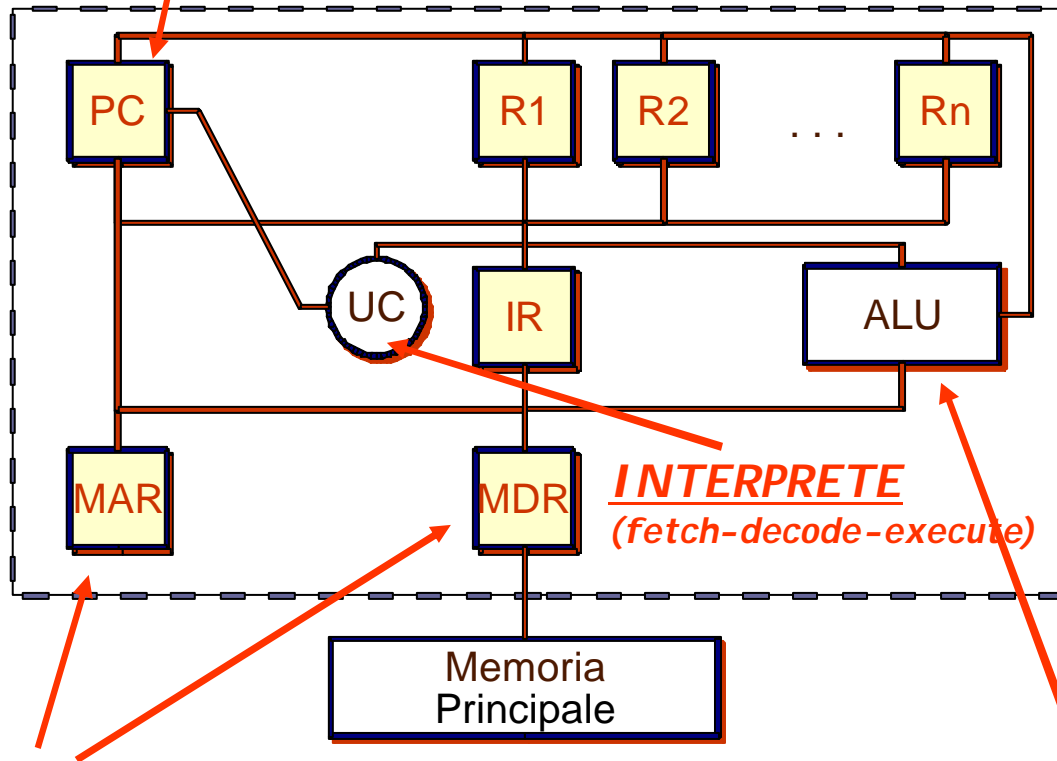 PC R1 R2 . . . Rn
UC IR ALU
MAR MDR
INTERPRETE
(fetch-decode-execute)
Memoria
Principale